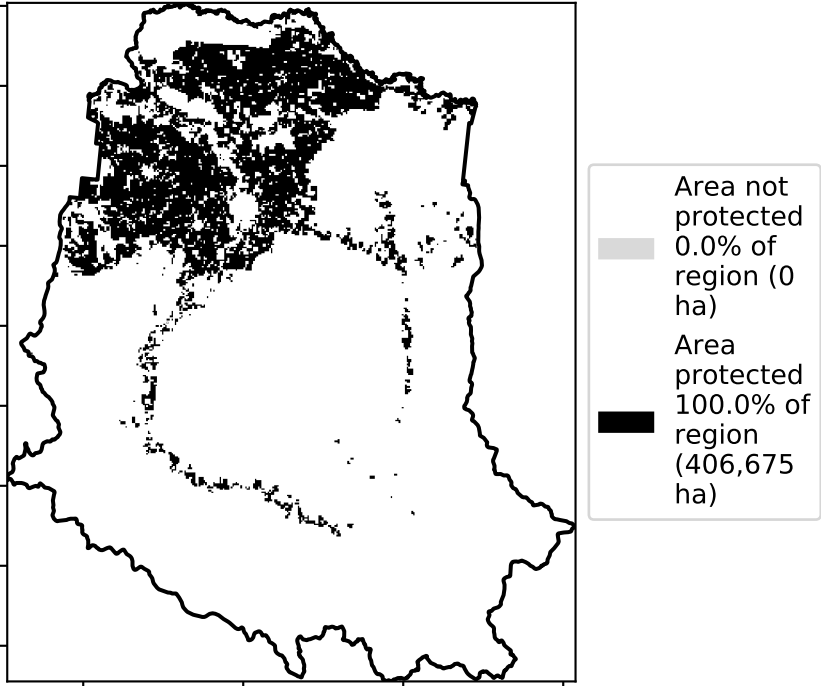 Area not
protected
0.0% of
region (0
ha)
Area
protected
100.0% of
region
(406,675
ha)